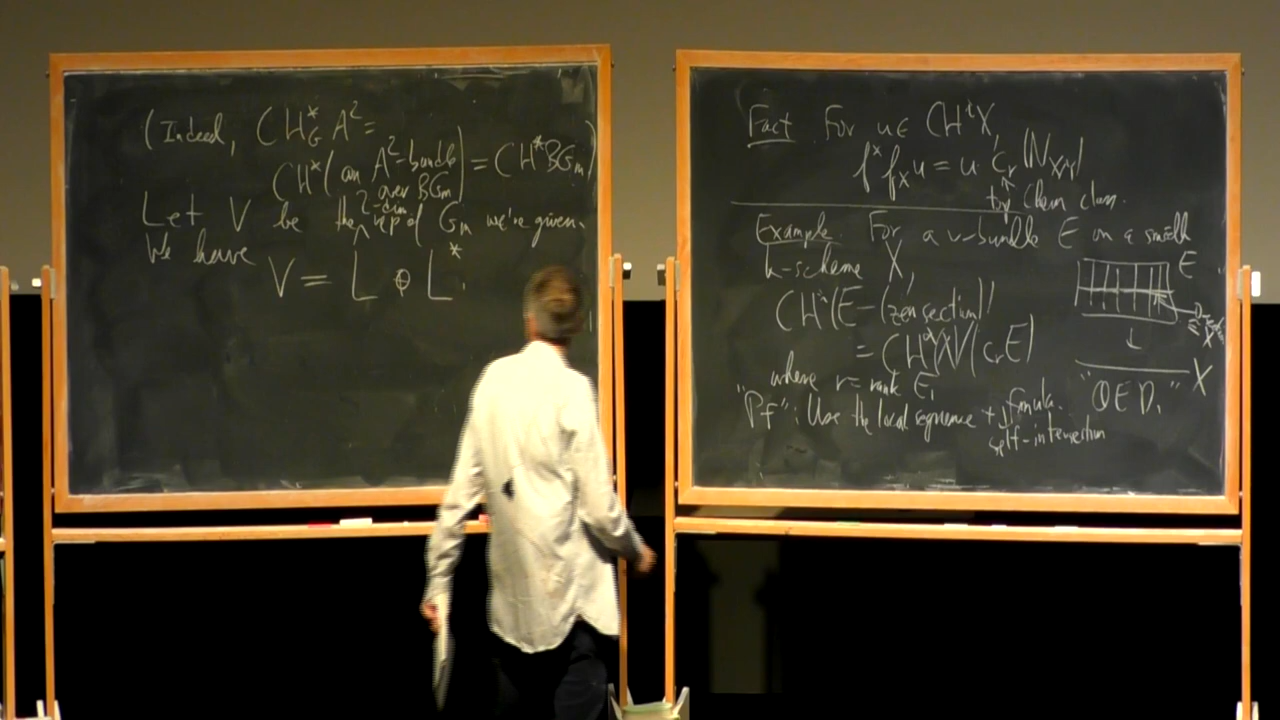 (Indeed, CH*_G A² =
CH*(an A²-bundle over BG_m) = CH*BG_m)
Let V be the 2-dim rep of G_m we're given.
We have
V = L ⊕ L*.
Fact For u ∈ CH*X,
f* f_* u = u · c_r(N_X/Y)
top Chern class.
Example. For a v-bundle E on a smooth
k-scheme X,
CH*(E - (zero section))
= CH*(X)/(c_r E)
where r = rank E.
"Pf": Use the local sequence + self-intersection formula.
"QED."
E
X